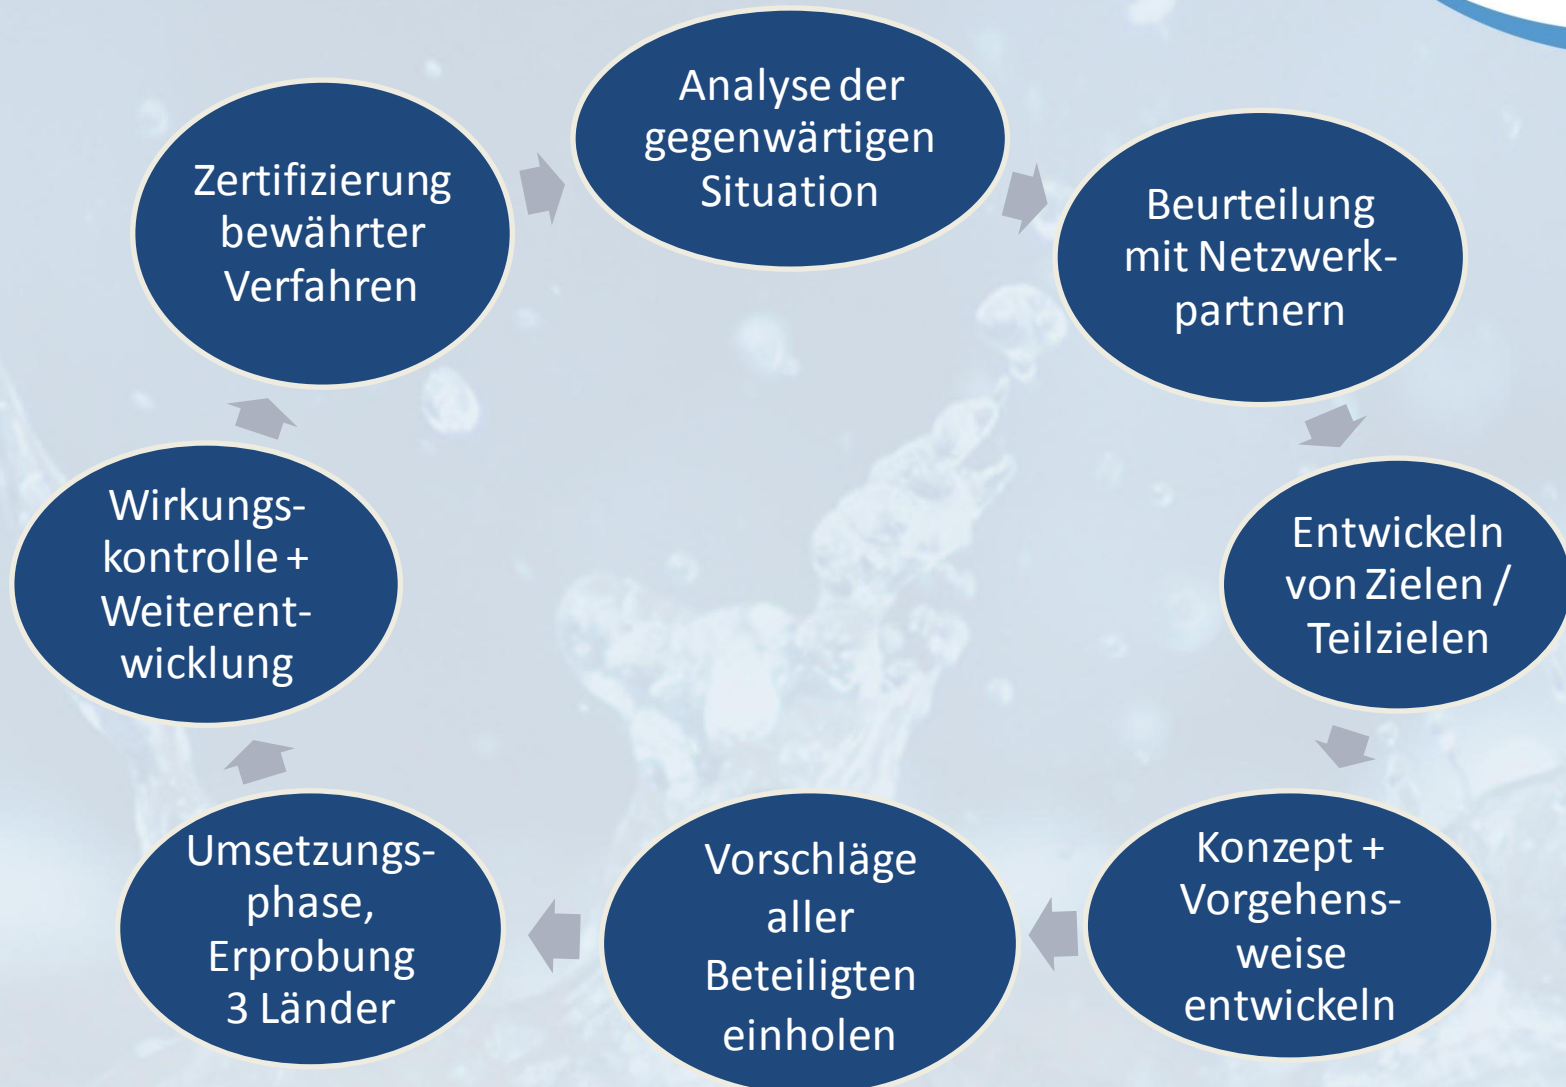 Analyse der
gegenwärtigen
Situation
Beurteilung
mit Netzwerk-
partnern
Entwickeln
von Zielen /
Teilzielen
Konzept +
Vorgehens-
weise
entwickeln
Vorschläge
aller
Beteiligten
einholen
Umsetzungs-
phase,
Erprobung
3 Länder
Wirkungs-
kontrolle +
Weiterent-
wicklung
Zertifizierung
bewährter
Verfahren